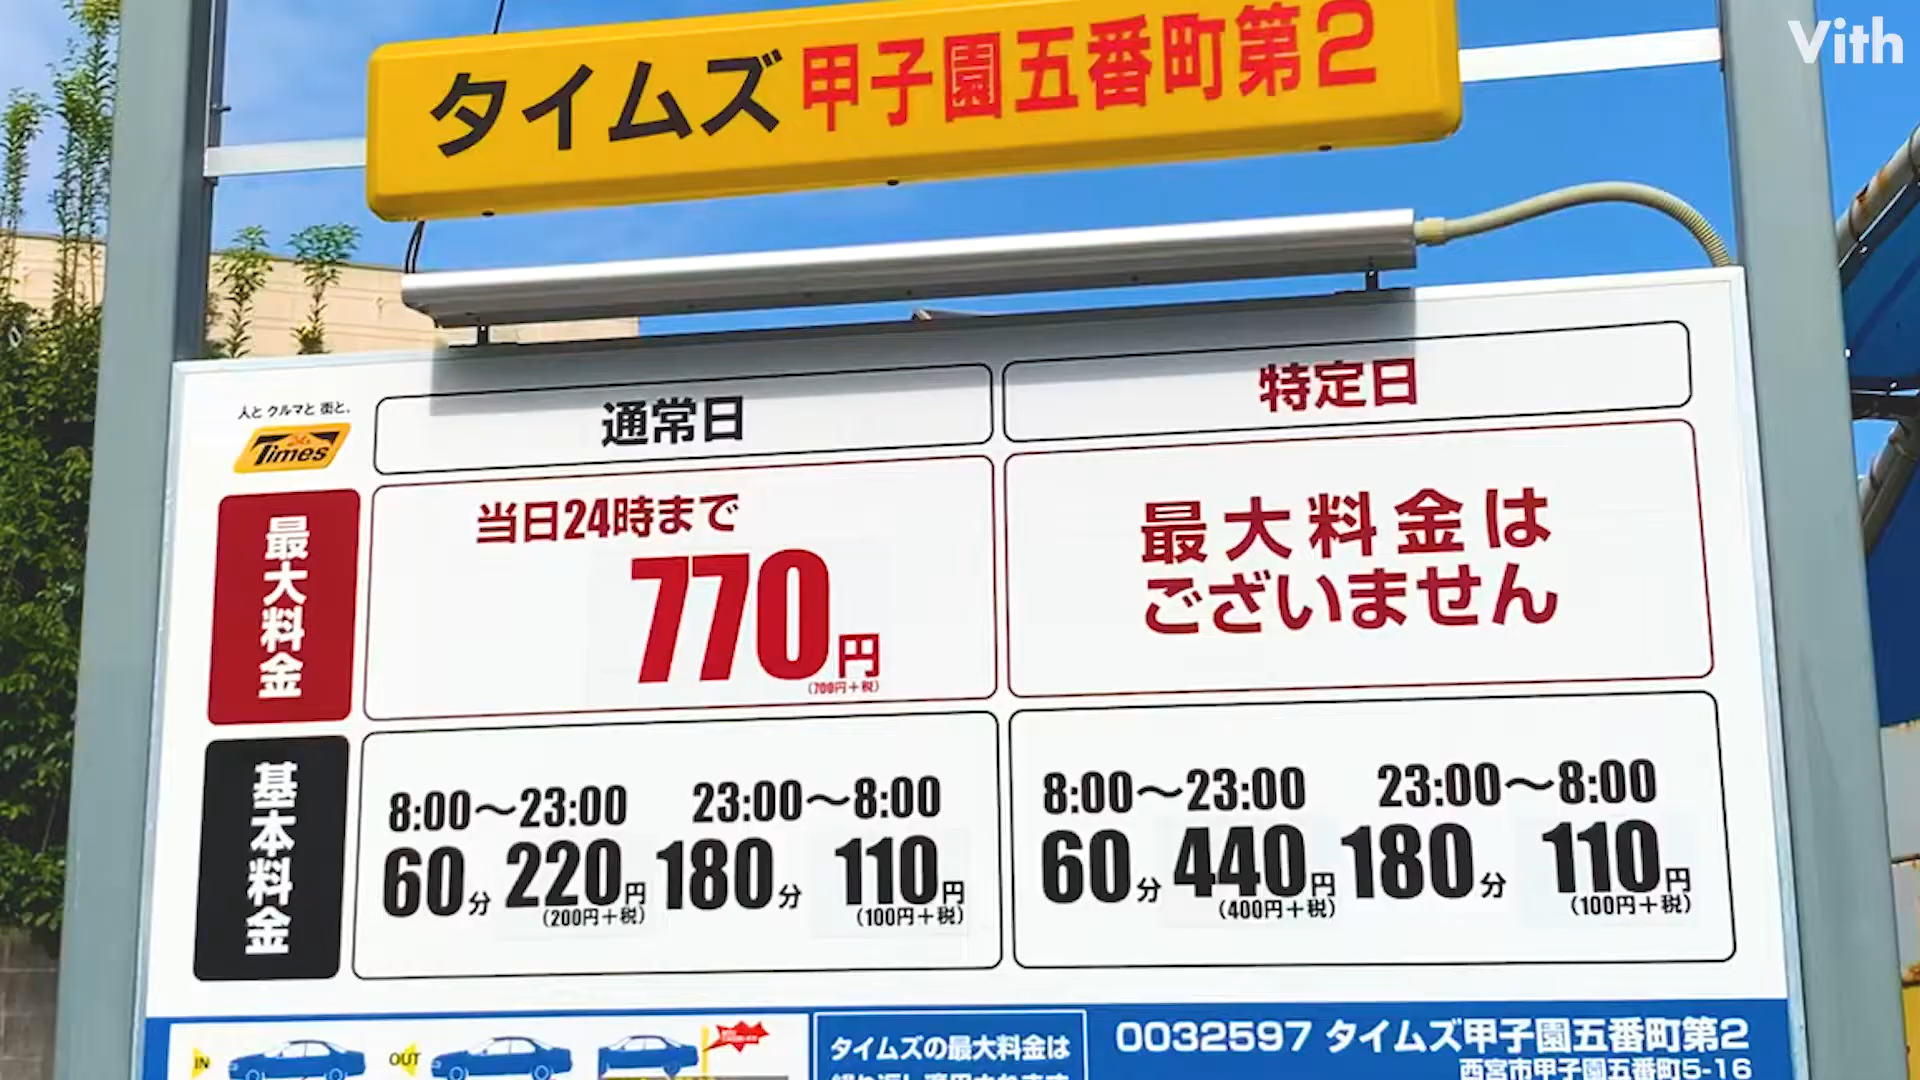 Vith
タイムズ 甲子園五番町第2
人と クルマと 街と、
Times
通常日
特定日
最大料金
当日24時まで
770円
(700円+税)
最大料金は
ございません
基本料金
8:00〜23:00
60分 220円
(200円+税)
23:00〜8:00
180分 110円
(100円+税)
8:00〜23:00
60分 440円
(400円+税)
23:00〜8:00
180分 110円
(100円+税)
IN
OUT
タイムズの最大料金は
0032597 タイムズ甲子園五番町第2
西宮市甲子園五番町5-16